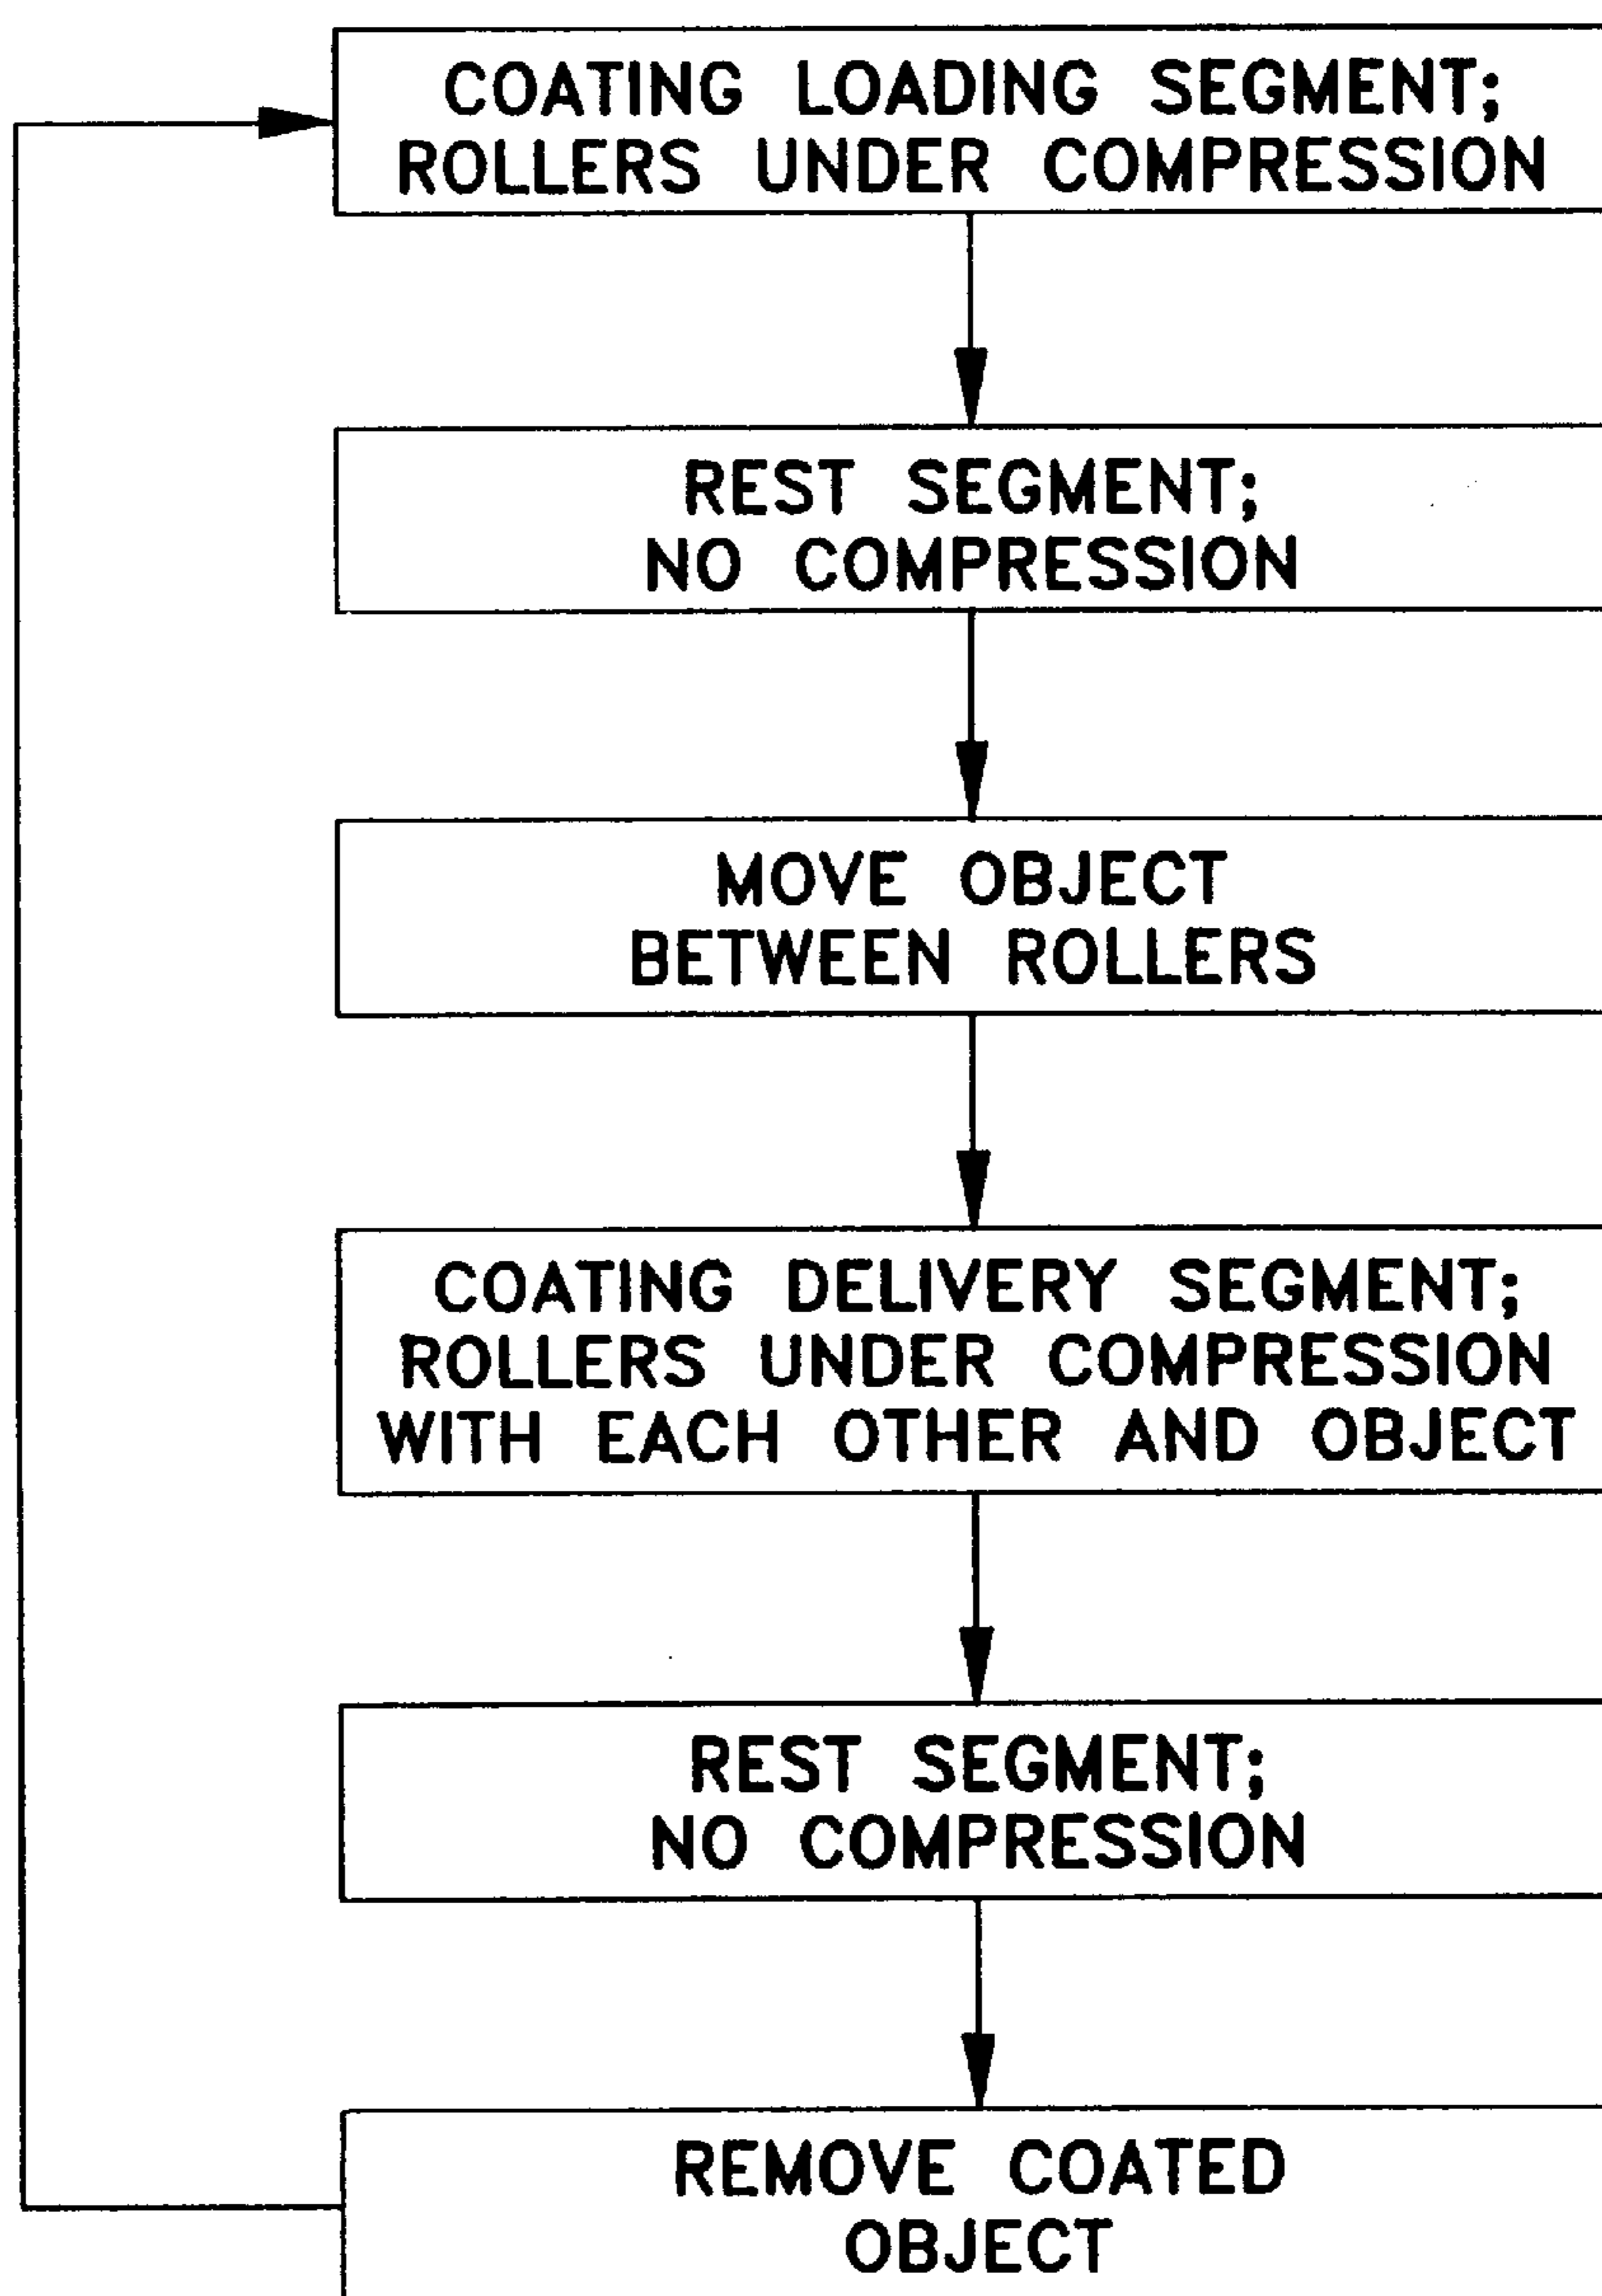 COATING LOADING SEGMENT;
ROLLERS UNDER COMPRESSION
REST SEGMENT;
NO COMPRESSION
MOVE OBJECT
BETWEEN ROLLERS
COATING DELIVERY SEGMENT;
ROLLERS UNDER COMPRESSION
WITH EACH OTHER AND OBJECT
REST SEGMENT;
NO COMPRESSION
REMOVE COATED
OBJECT